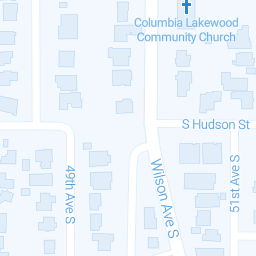 Columbia Lakewood
Community Church
S Hudson St
49th Ave S
Wilson Ave S
51st Ave S